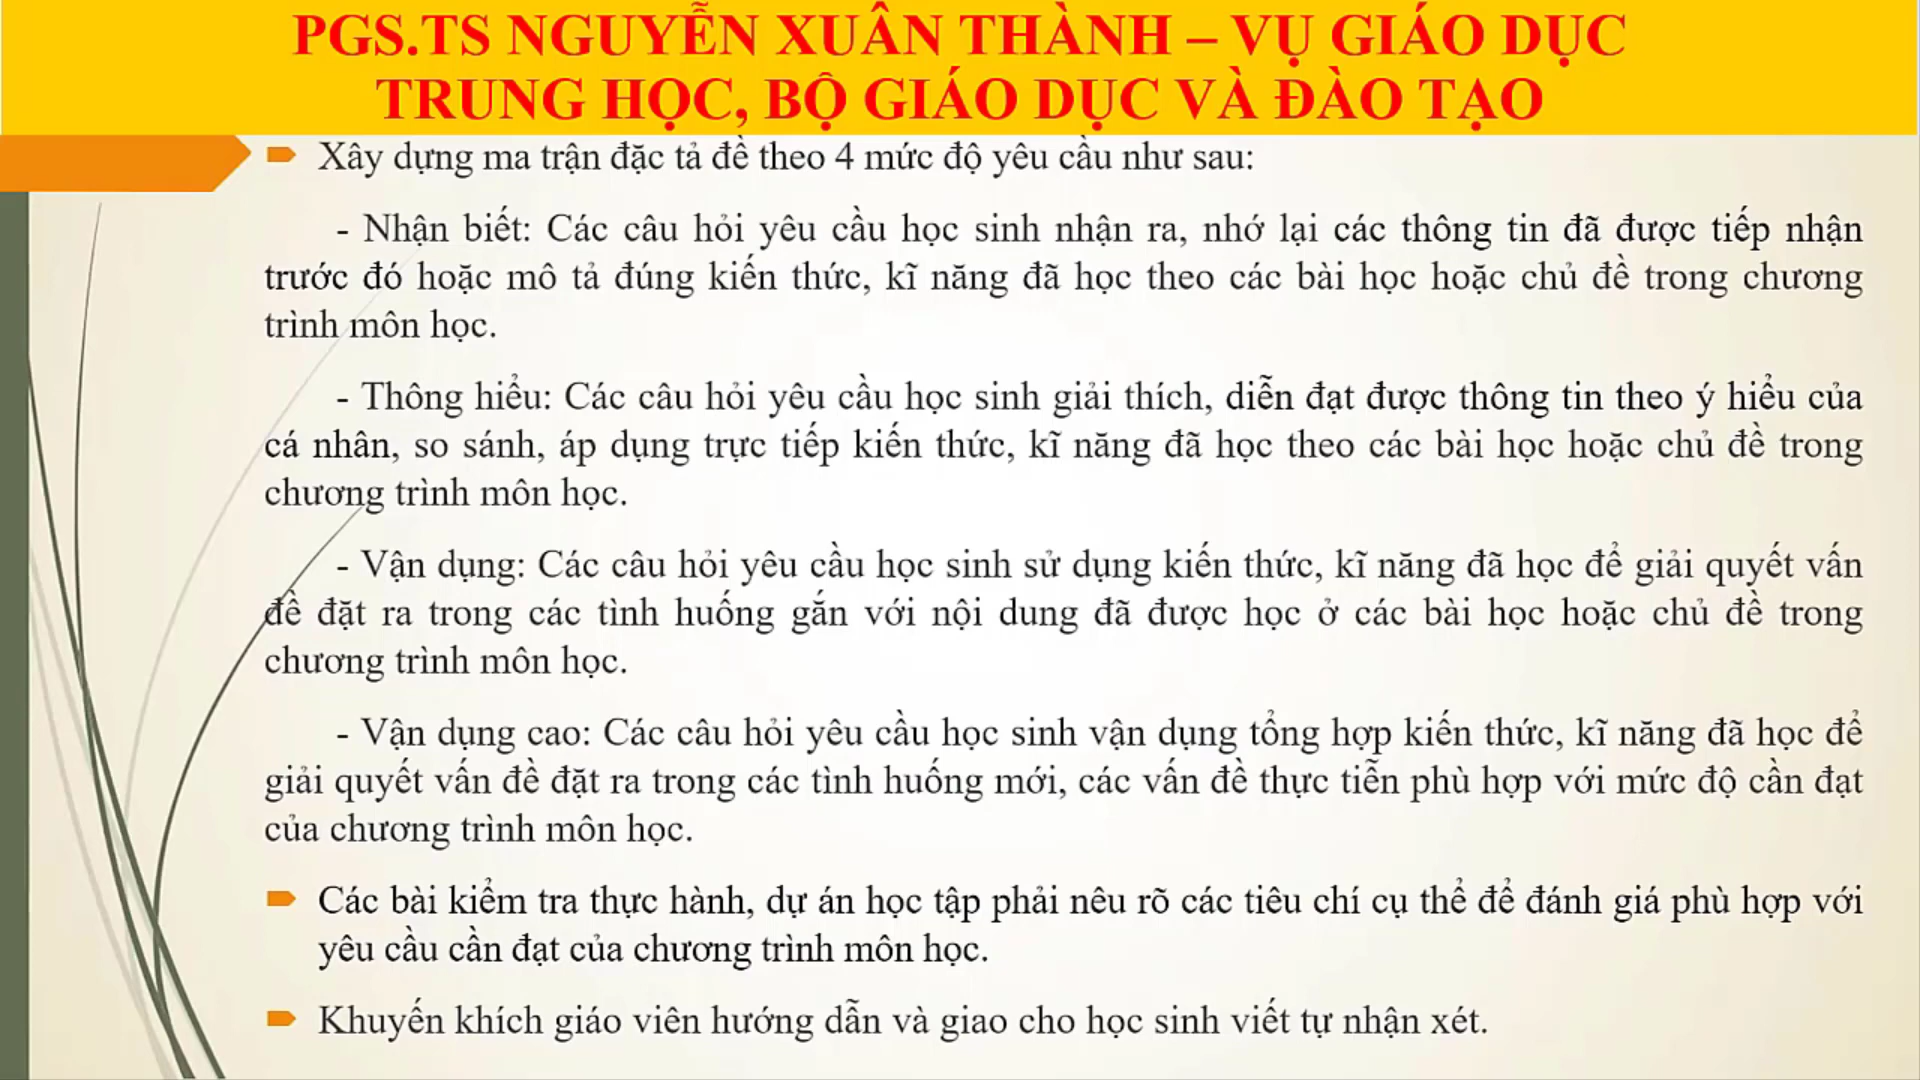 PGS.TS NGUYỄN XUÂN THÀNH – VỤ GIÁO DỤC
TRUNG HỌC, BỘ GIÁO DỤC VÀ ĐÀO TẠO
Xây dựng ma trận đặc tả đề theo 4 mức độ yêu cầu như sau:
- Nhận biết: Các câu hỏi yêu cầu học sinh nhận ra, nhớ lại các thông tin đã được tiếp nhận
trước đó hoặc mô tả đúng kiến thức, kĩ năng đã học theo các bài học hoặc chủ đề trong chương
trình môn học.
- Thông hiểu: Các câu hỏi yêu cầu học sinh giải thích, diễn đạt được thông tin theo ý hiểu của
cá nhân, so sánh, áp dụng trực tiếp kiến thức, kĩ năng đã học theo các bài học hoặc chủ đề trong
chương trình môn học.
- Vận dụng: Các câu hỏi yêu cầu học sinh sử dụng kiến thức, kĩ năng đã học để giải quyết vấn
đề đặt ra trong các tình huống gắn với nội dung đã được học ở các bài học hoặc chủ đề trong
chương trình môn học.
- Vận dụng cao: Các câu hỏi yêu cầu học sinh vận dụng tổng hợp kiến thức, kĩ năng đã học để
giải quyết vấn đề đặt ra trong các tình huống mới, các vấn đề thực tiễn phù hợp với mức độ cần đạt
của chương trình môn học.
Các bài kiểm tra thực hành, dự án học tập phải nêu rõ các tiêu chí cụ thể để đánh giá phù hợp với
yêu cầu cần đạt của chương trình môn học.
Khuyến khích giáo viên hướng dẫn và giao cho học sinh viết tự nhận xét.